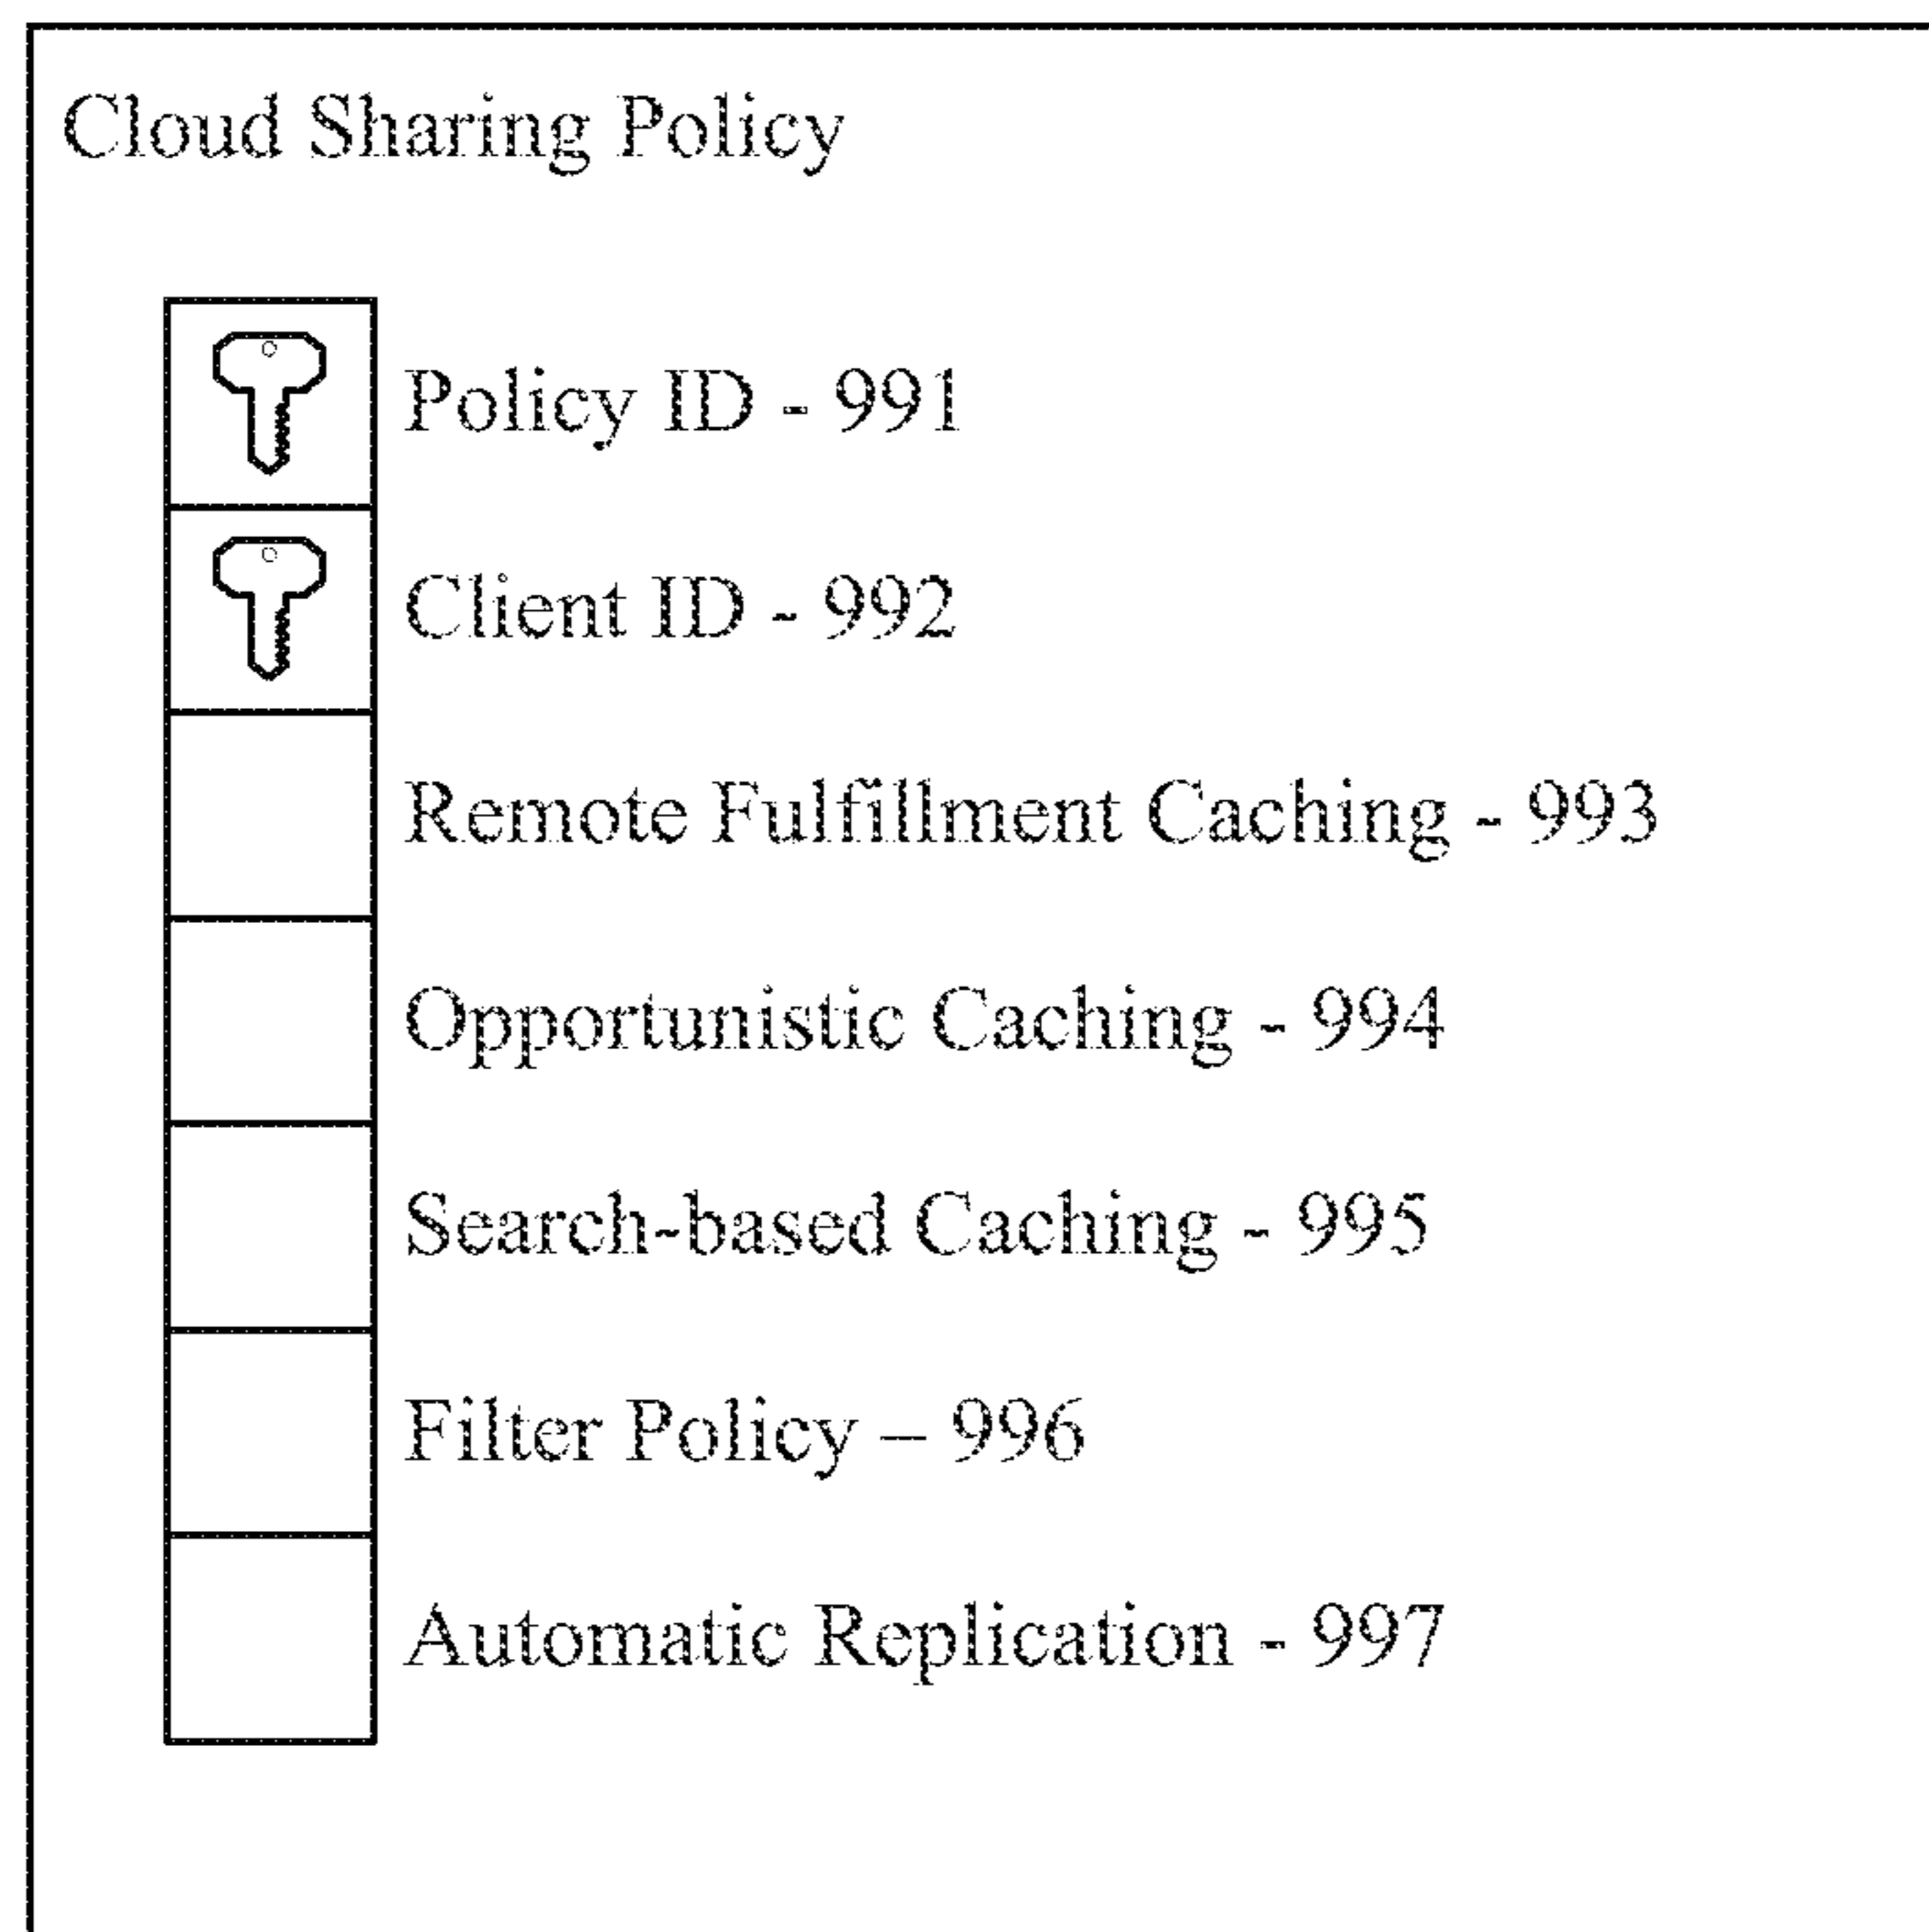 Cloud Sharing Policy
Policy ID - 991
Client ID - 992
Remote Fulfillment Caching - 993
Opportunistic Caching - 994
Search-based Caching - 995
Filter Policy – 996
Automatic Replication - 997